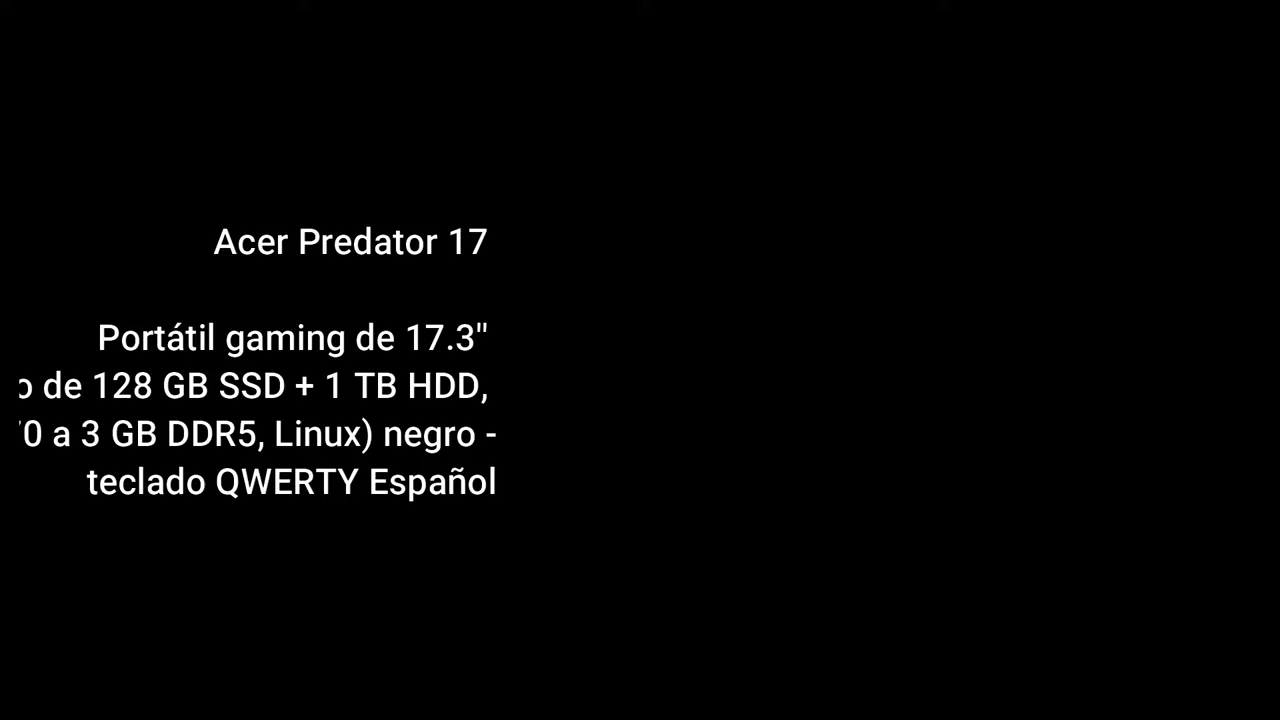 Acer Predator 17
Portátil gaming de 17.3"
de 128 GB SSD + 1 TB HDD,
a 3 GB DDR5, Linux) negro -
teclado QWERTY Español